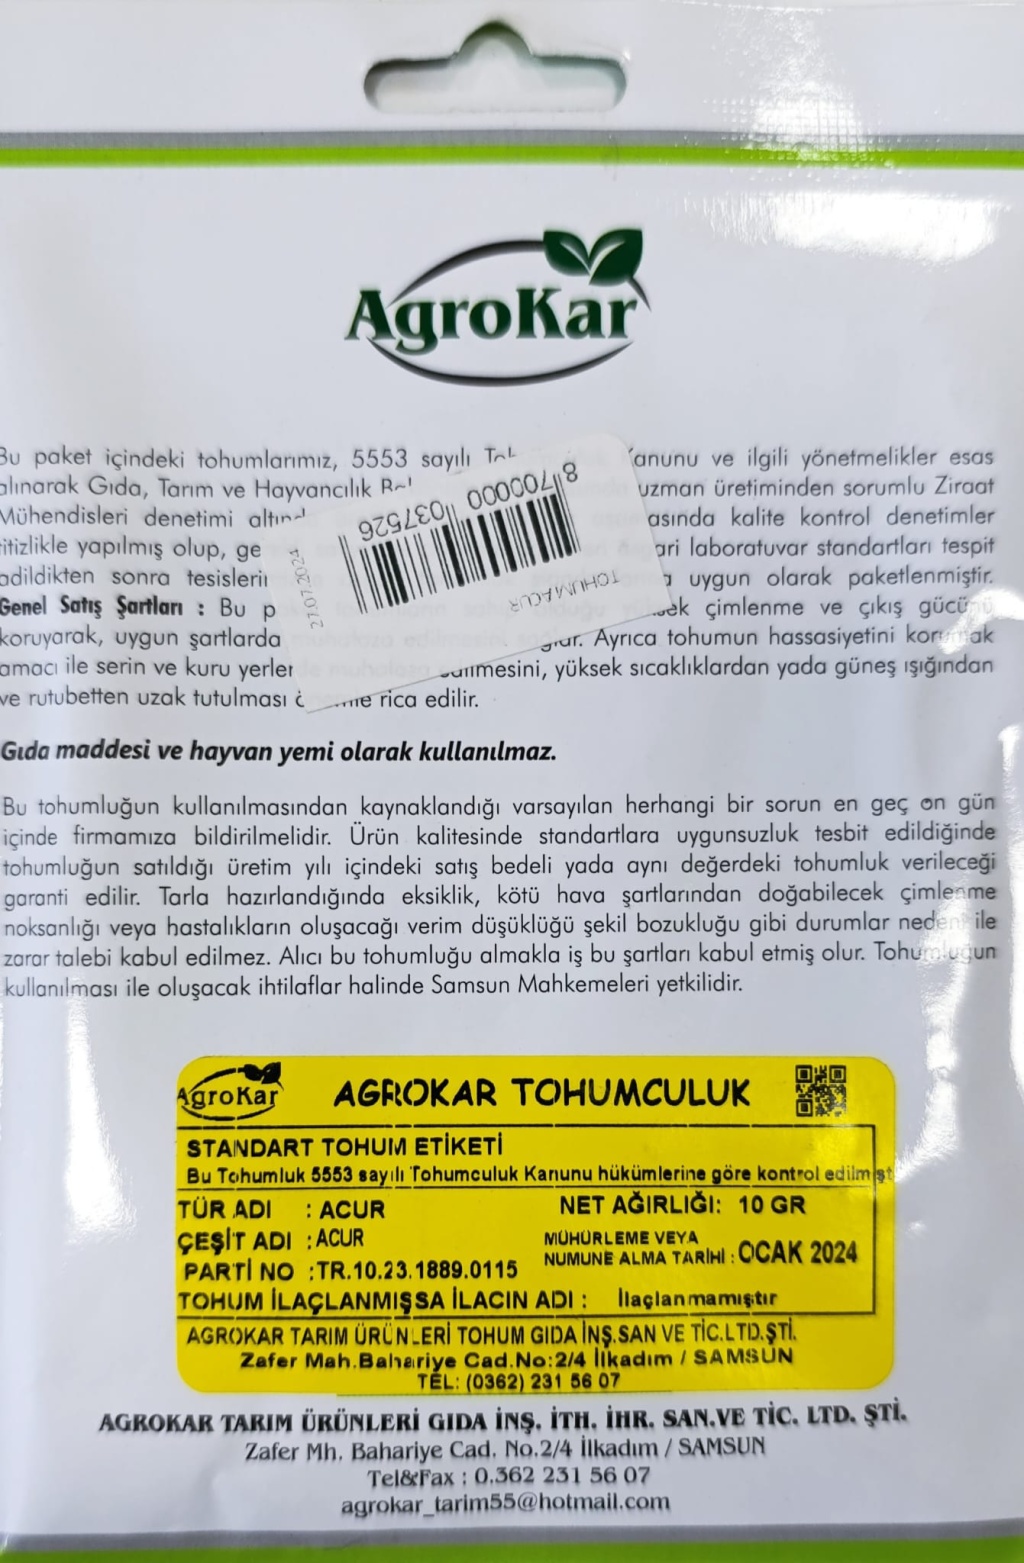 AgroKar
Bu paket içindeki tohumlarımız, 5553 sayılı Kanunu ve ilgili yönetmelikler esas
alınarak Gıda, Tarım ve Hayvancılık uzman üretiminden sorumlu Ziraat
Mühendisleri denetimi kalite kontrol denetimler
titizlikle yapılmış olup, laboratuvar standartları tespit
edildikten sonra uygun olarak paketlenmiştir.
Genel Satış Şartları : Bu çimlenme ve çıkış gücünü
koruyarak, uygun şartlarda Ayrıca tohumun hassasiyetini korumak
amacı ile serin ve kuru yüksek sıcaklıklardan yada güneş ışığından
ve rutubetten uzak tutulması rica edilir.
8 770000 037526
TOHUM ACUR
Gıda maddesi ve hayvan yemi olarak kullanılmaz.
Bu tohumluğun kullanılmasından kaynaklandığı varsayılan herhangi bir sorun en geç on gün
içinde firmamıza bildirilmelidir. Ürün kalitesinde standartlara uygunsuzluk tesbit edildiğinde
tohumluğun satıldığı üretim yılı içindeki satış bedeli yada aynı değerdeki tohumluk verileceği
garanti edilir. Tarla hazırlandığında eksiklik, kötü hava şartlarından doğabilecek çimlenme
noksanlığı veya hastalıkların oluşacağı verim düşüklüğü şekil bozukluğu gibi durumlar neden ile
zarar talebi kabul edilmez. Alıcı bu tohumluğu almakla iş bu şartları kabul etmiş olur. Tohumluğun
kullanılması ile oluşacak ihtilaflar halinde Samsun Mahkemeleri yetkilidir.
AgroKar AGROKAR TOHUMCULUK
STANDART TOHUM ETİKETİ
Bu Tohumluk 5553 sayılı Tohumculuk Kanunu hükümlerine göre kontrol edilmişt
TÜR ADI : ACUR NET AĞIRLIĞI: 10 GR
ÇEŞİT ADI : ACUR MÜHÜRLEME VEYA
NUMUNE ALMA TARİHİ : OCAK 2024
PARTİ NO :TR.10.23.1889.0115
TOHUM İLAÇLANMIŞSA İLACIN ADI : İlaçlanmamıştır
AGROKAR TARIM ÜRÜNLERİ TOHUM GIDA İNŞ.SAN VE TİC.LTD.ŞTİ.
Zafer Mah.Bahariye Cad.No:2/4 İlkadım / SAMSUN
TEL: (0362) 231 56 07
AGROKAR TARIM ÜRÜNLERİ GIDA İNŞ. İTH. İHR. SAN.VE TİC. LTD. ŞTİ.
Zafer Mh. Bahariye Cad. No.2/4 İlkadım / SAMSUN
Tel&Fax : 0.362 231 56 07
agrokar_tarim55@hotmail.com